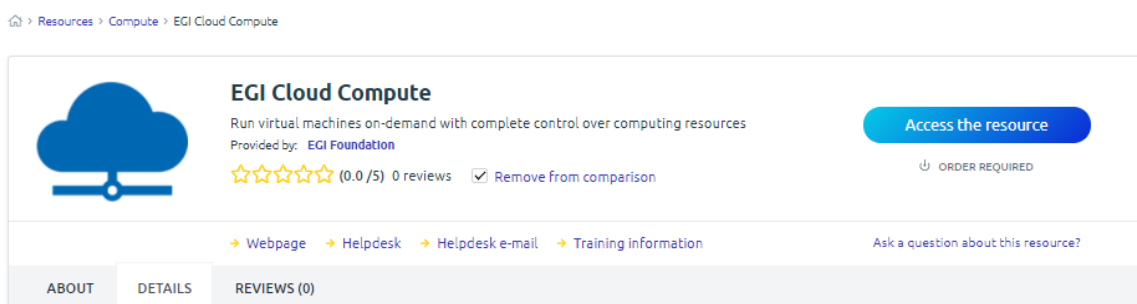 > Resources > Compute > EGI Cloud Compute
EGI Cloud Compute
Run virtual machines on-demand with complete control over computing resources
Provided by: EGI Foundation
(0.0 /5) 0 reviews Remove from comparison
Access the resource
ORDER REQUIRED
→ Webpage → Helpdesk → Helpdesk e-mail → Training information
Ask a question about this resource?
ABOUT DETAILS REVIEWS (0)